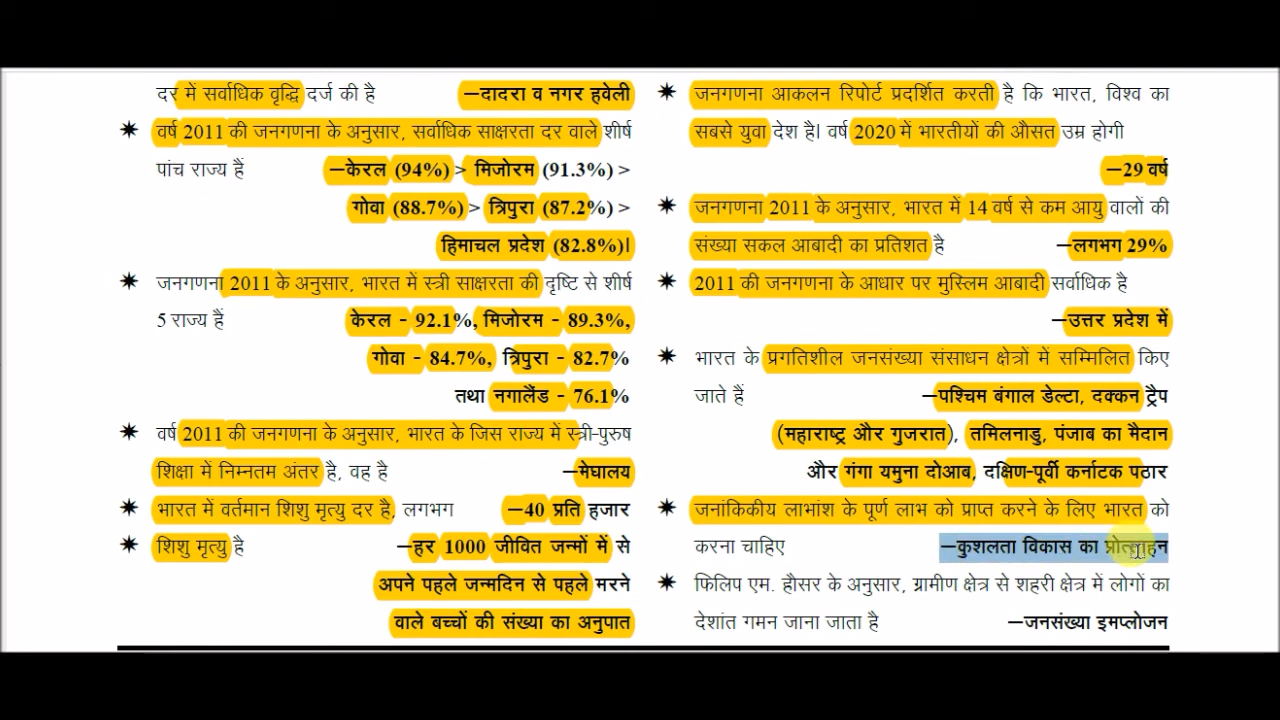 दर में सर्वाधिक वृद्धि दर्ज की है —दादरा व नगर हवेली
✷ वर्ष 2011 की जनगणना के अनुसार, सर्वाधिक साक्षरता दर वाले शीर्ष
पांच राज्य हैं —केरल (94%) > मिजोरम (91.3%) >
गोवा (88.7%) > त्रिपुरा (87.2%) >
हिमाचल प्रदेश (82.8%)।
✷ जनगणना 2011 के अनुसार, भारत में स्त्री साक्षरता की दृष्टि से शीर्ष
5 राज्य हैं केरल - 92.1%, मिजोरम - 89.3%,
गोवा - 84.7%, त्रिपुरा - 82.7%
तथा नगालैंड - 76.1%
✷ वर्ष 2011 की जनगणना के अनुसार, भारत के जिस राज्य में स्त्री-पुरुष
शिक्षा में निम्नतम अंतर है, वह है —मेघालय
✷ भारत में वर्तमान शिशु मृत्यु दर है, लगभग —40 प्रति हजार
✷ शिशु मृत्यु है —हर 1000 जीवित जन्मों में से
अपने पहले जन्मदिन से पहले मरने
वाले बच्चों की संख्या का अनुपात
✷ जनगणना आकलन रिपोर्ट प्रदर्शित करती है कि भारत, विश्व का
सबसे युवा देश है। वर्ष 2020 में भारतीयों की औसत उम्र होगी
—29 वर्ष
✷ जनगणना 2011 के अनुसार, भारत में 14 वर्ष से कम आयु वालों की
संख्या सकल आबादी का प्रतिशत है —लगभग 29%
✷ 2011 की जनगणना के आधार पर मुस्लिम आबादी सर्वाधिक है
—उत्तर प्रदेश में
✷ भारत के प्रगतिशील जनसंख्या संसाधन क्षेत्रों में सम्मिलित किए
जाते हैं —पश्चिम बंगाल डेल्टा, दक्कन ट्रैप
(महाराष्ट्र और गुजरात), तमिलनाडु, पंजाब का मैदान
और गंगा यमुना दोआब, दक्षिण-पूर्वी कर्नाटक पठार
✷ जनांकिकीय लाभांश के पूर्ण लाभ को प्राप्त करने के लिए भारत को
करना चाहिए —कुशलता विकास का प्रोत्साहन
✷ फिलिप एम. हौसर के अनुसार, ग्रामीण क्षेत्र से शहरी क्षेत्र में लोगों का
देशांत गमन जाना जाता है —जनसंख्या इमप्लोजन